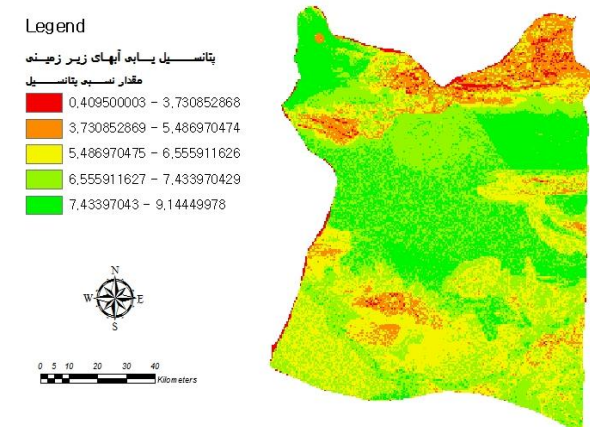 Legend
پتانسیل یابی آبهای زیر زمینی
مقدار نسبی پتانسیل
0,409500003 - 3,730852868
3,730852869 - 5,486970474
5,486970475 - 6,555911626
6,555911627 - 7,433970429
7,43397043 - 9,14449978
N
W E
S
0 5 10 20 30 40
Kilometers